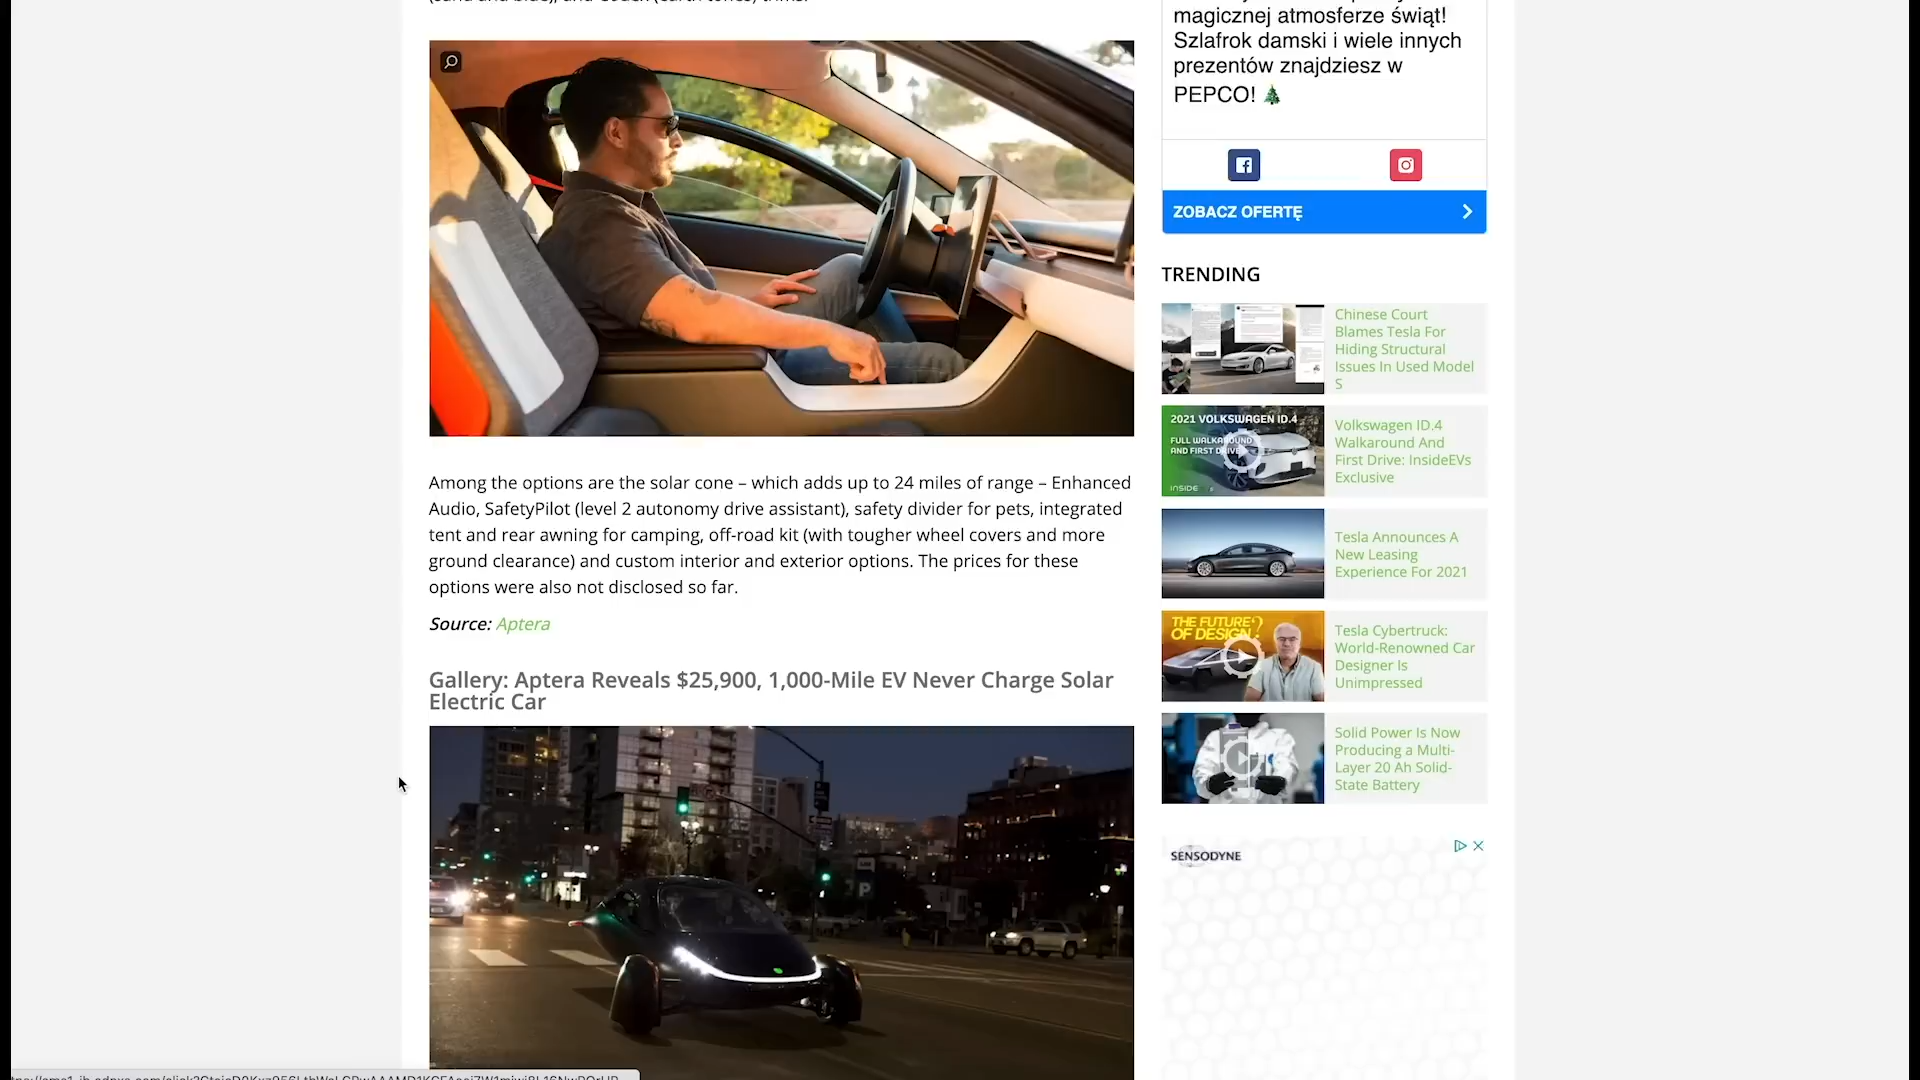 Among the options are the solar cone – which adds up to 24 miles of range – Enhanced
Audio, SafetyPilot (level 2 autonomy drive assistant), safety divider for pets, integrated
tent and rear awning for camping, off-road kit (with tougher wheel covers and more
ground clearance) and custom interior and exterior options. The prices for these
options were also not disclosed so far.
Source: Aptera
Gallery: Aptera Reveals $25,900, 1,000-Mile EV Never Charge Solar
Electric Car
P
magicznej atmosferze świąt!
Szlafrok damski i wiele innych
prezentów znajdziesz w
PEPCO! 🎄
ZOBACZ OFERTĘ
TRENDING
Chinese Court
Blames Tesla For
Hiding Structural
Issues In Used Model
S
2021 VOLKSWAGEN ID.4
FULL WALKAROUND
AND FIRST DRIVE
INSIDE
Volkswagen ID.4
Walkaround And
First Drive: InsideEVs
Exclusive
Tesla Announces A
New Leasing
Experience For 2021
THE FUTURE
OF DESIGN?
Tesla Cybertruck:
World-Renowned Car
Designer Is
Unimpressed
Solid Power Is Now
Producing a Multi-
Layer 20 Ah Solid-
State Battery
SENSODYNE